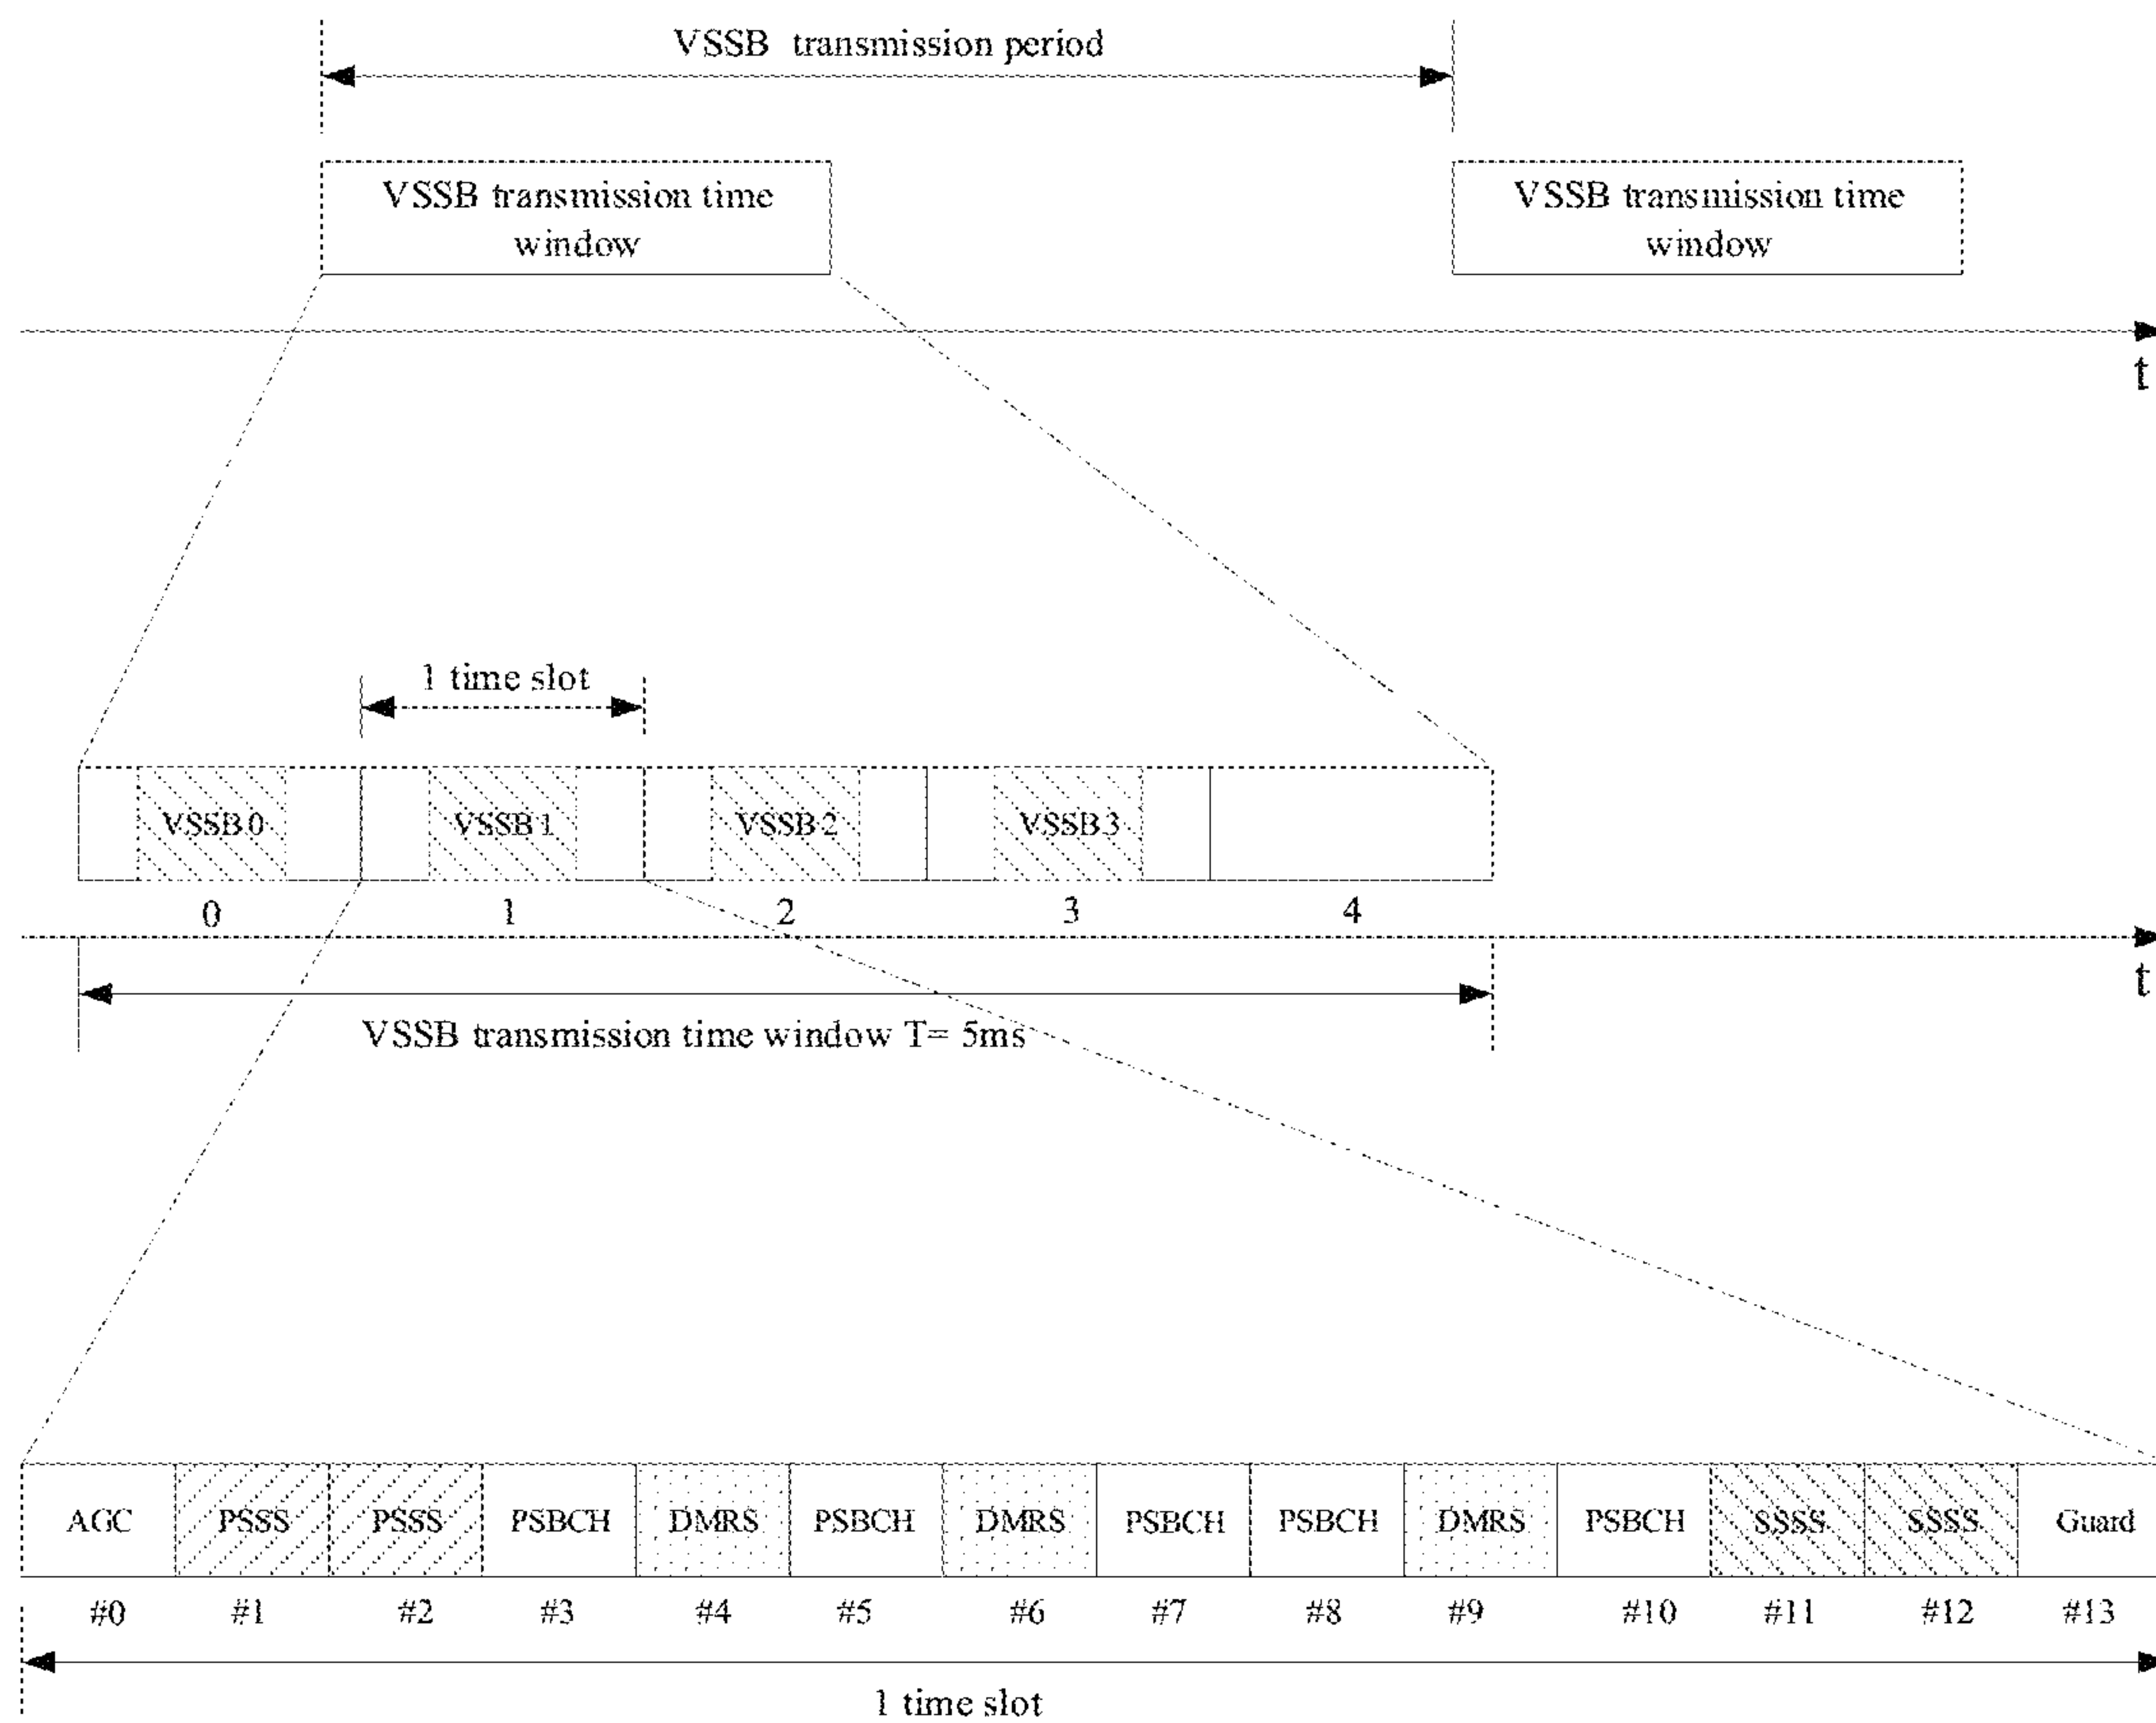 VSSB transmission period
VSSB transmission time
window
VSSB transmission time
window
t
1 time slot
VSSB 0
VSSB 1
VSSB 2
VSSB 3
0
1
2
3
4
t
VSSB transmission time window T= 5ms
AGC
PSSS
PSSS
PSBCH
DMRS
PSBCH
DMRS
PSBCH
PSBCH
DMRS
PSBCH
SSSS
SSSS
Guard
#0
#1
#2
#3
#4
#5
#6
#7
#8
#9
#10
#11
#12
#13
1 time slot